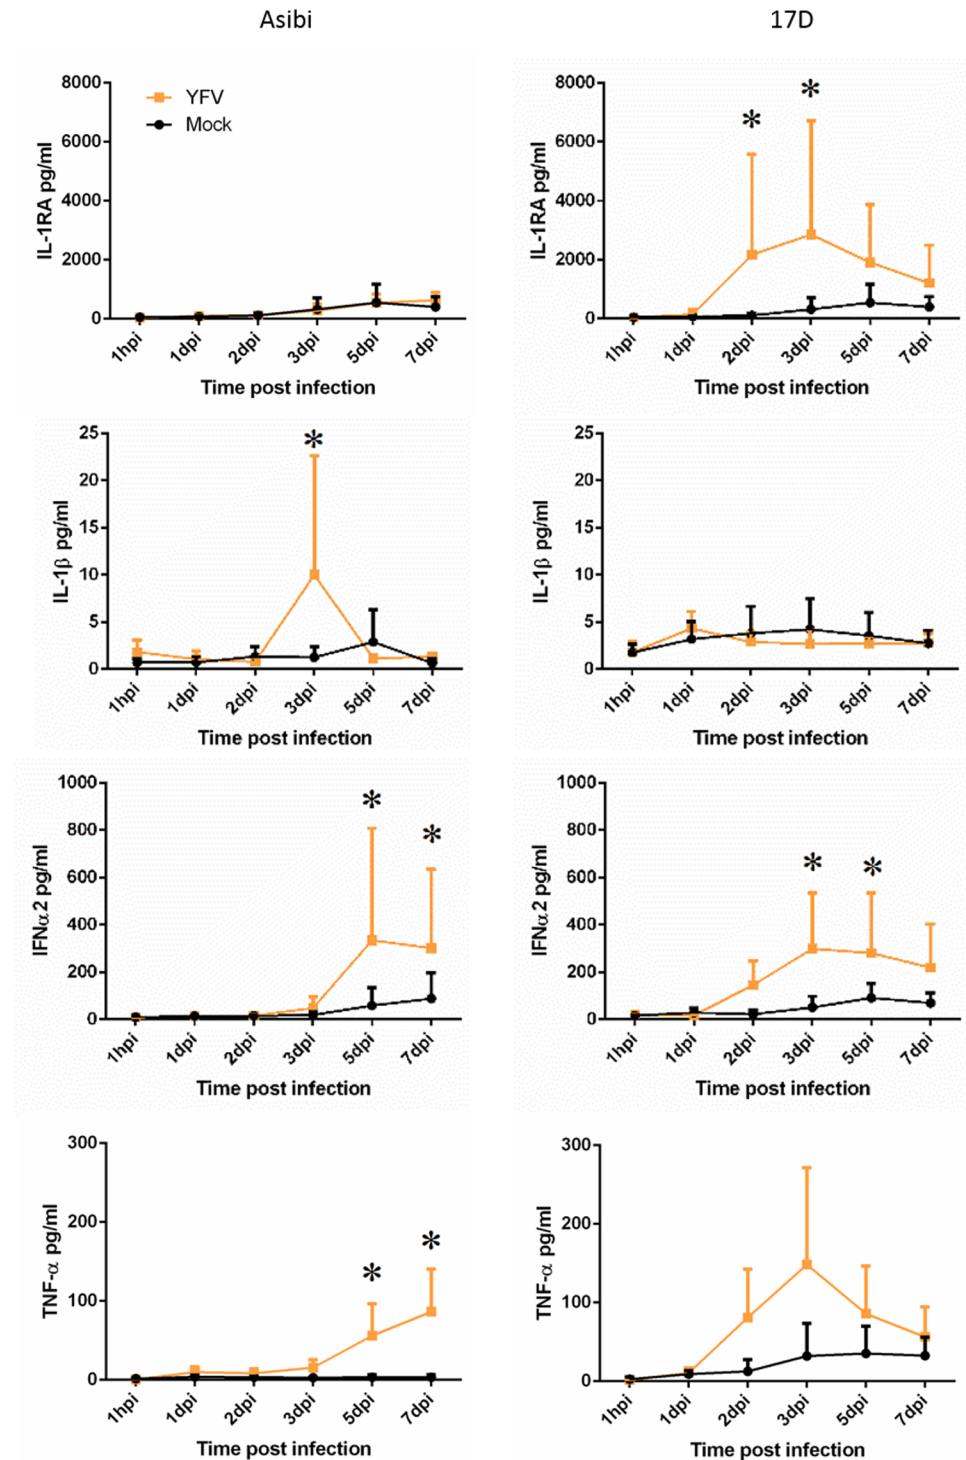 Asibi 17D
8000
6000
4000
2000
0
IL-1RA pg/ml
YFV
Mock
*
1hpi 1dpi 2dpi 3dpi 5dpi 7dpi
Time post infection
8000
6000
4000
2000
0
IL-1RA pg/ml
* *
1hpi 1dpi 2dpi 3dpi 5dpi 7dpi
Time post infection
25
20
15
10
5
0
IL-1β pg/ml
*
1hpi 1dpi 2dpi 3dpi 5dpi 7dpi
Time post infection
25
20
15
10
5
0
IL-1β pg/ml
1hpi 1dpi 2dpi 3dpi 5dpi 7dpi
Time post infection
1000
800
600
400
200
0
IFNα2 pg/ml
* *
1hpi 1dpi 2dpi 3dpi 5dpi 7dpi
Time post infection
1000
800
600
400
200
0
IFNα2 pg/ml
* *
1hpi 1dpi 2dpi 3dpi 5dpi 7dpi
Time post infection
300
200
100
0
TNF-α pg/ml
* *
1hpi 1dpi 2dpi 3dpi 5dpi 7dpi
Time post infection
300
200
100
0
TNF-α pg/ml
1hpi 1dpi 2dpi 3dpi 5dpi 7dpi
Time post infection